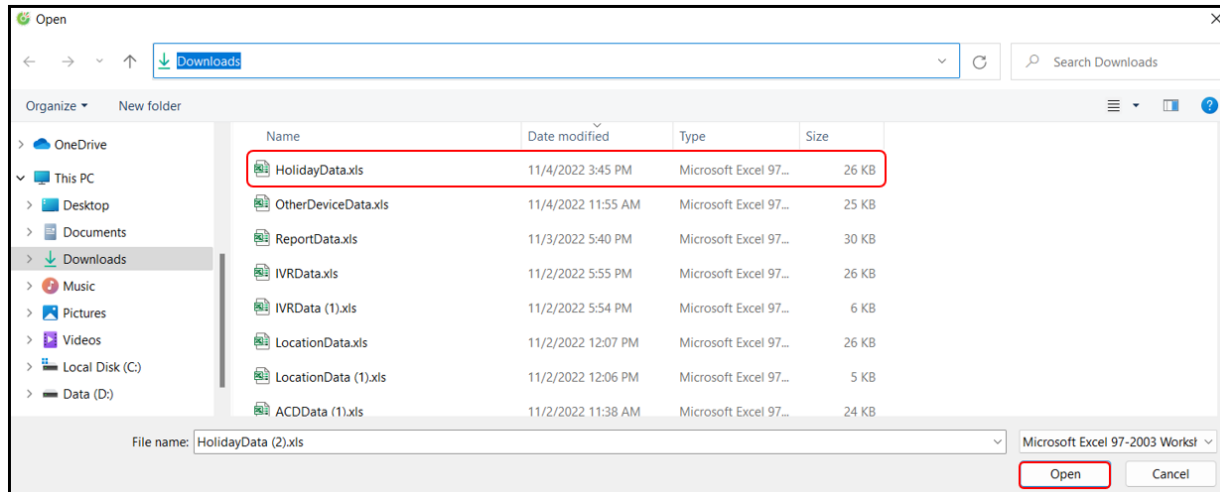 Open
Downloads
Search Downloads
Organize New folder
Name Date modified Type Size
OneDrive
This PC
Desktop
Documents
Downloads
Music
Pictures
Videos
Local Disk (C:)
Data (D:)
HolidayData.xls 11/4/2022 3:45 PM Microsoft Excel 97... 26 KB
OtherDeviceData.xls 11/4/2022 11:55 AM Microsoft Excel 97... 25 KB
ReportData.xls 11/3/2022 5:40 PM Microsoft Excel 97... 30 KB
IVRData.xls 11/2/2022 5:55 PM Microsoft Excel 97... 26 KB
IVRData (1).xls 11/2/2022 5:54 PM Microsoft Excel 97... 6 KB
LocationData.xls 11/2/2022 12:07 PM Microsoft Excel 97... 26 KB
LocationData (1).xls 11/2/2022 12:06 PM Microsoft Excel 97... 5 KB
ACDData (1).xls 11/2/2022 11:38 AM Microsoft Excel 97... 24 KB
File name: HolidayData (2).xls Microsoft Excel 97-2003 Worksh
Open Cancel